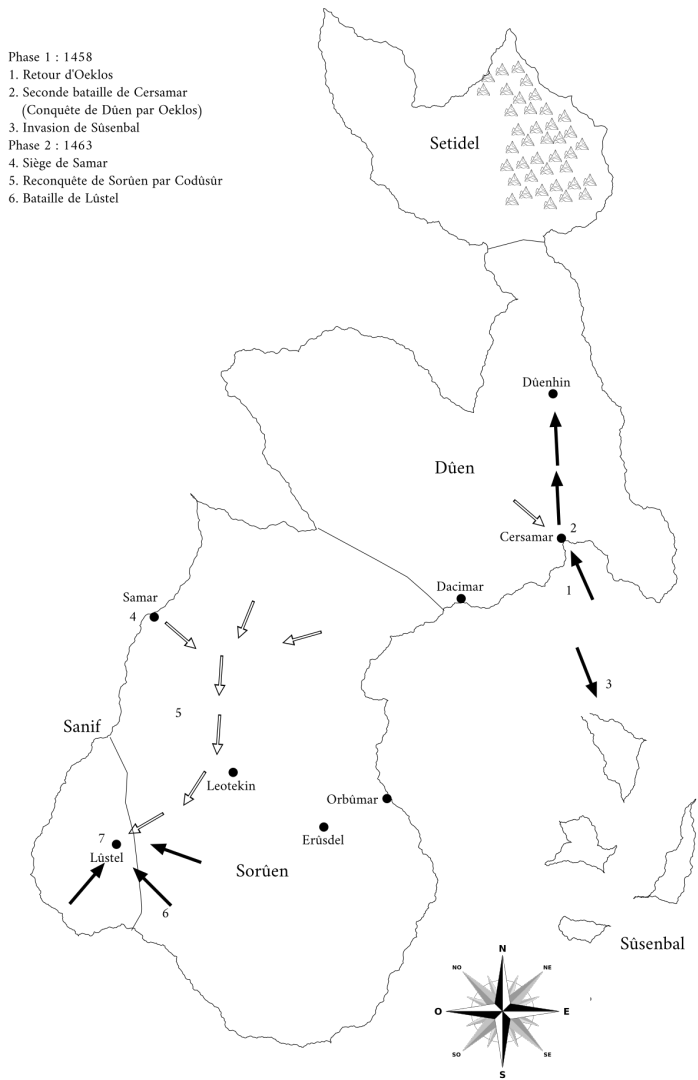 Phase 1 : 1458
1. Retour d'Oeklos
2. Seconde bataille de Cersamar
(Conquête de Dûen par Oeklos)
3. Invasion de Sûsenbal
Phase 2 : 1463
4. Siège de Samar
5. Reconquête de Sorûen par Codûsûr
6. Bataille de Lûstel
Setidel
Dûenhin
Dûen
2
Cersamar
Dacimar
1
Samar
4
3
5
Sanif
Leotekin
Orbûmar
7
Erûsdel
Lûstel
Sorûen
6
Sûsenbal
N
NO
NE
O
E
SO
SE
S